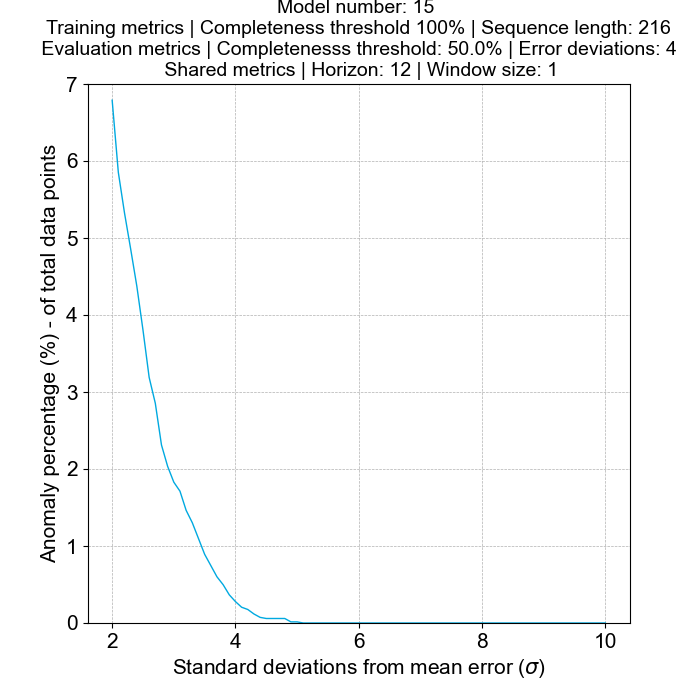 Model number: 15
Training metrics | Completeness threshold 100% | Sequence length: 216
Evaluation metrics | Completenesss threshold: 50.0% | Error deviations: 4
Shared metrics | Horizon: 12 | Window size: 1
7
6
5
4
3
2
1
0
Anomaly percentage (%) - of total data points
2 4 6 8 10
Standard deviations from mean error (σ)